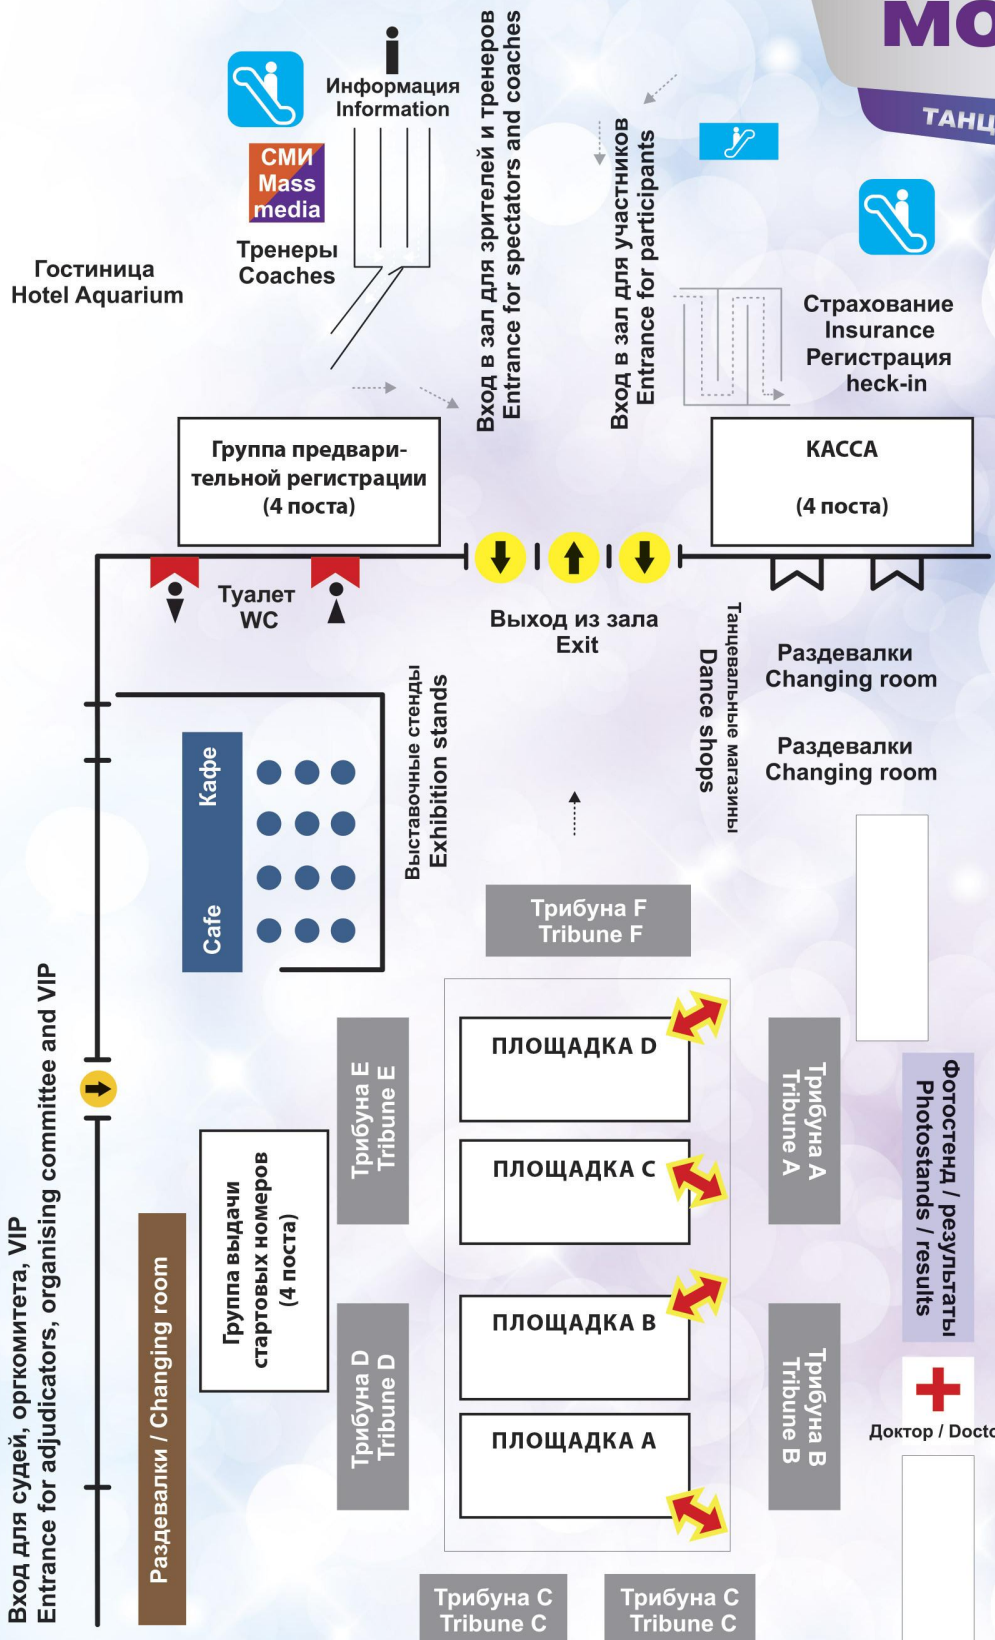 МО
ТАНЦ
Информация
Information
СМИ
Mass
media
Тренеры
Coaches
Гостиница
Hotel Aquarium
Вход в зал для зрителей и тренеров
Entrance for spectators and coaches
Вход в зал для участников
Entrance for participants
Страхование
Insurance
Регистрация
heck-in
Группа предвари-
тельной регистрации
(4 поста)
КАССА
(4 поста)
Туалет
WC
Выход из зала
Exit
Танцевальные магазины
Dance shops
Раздевалки
Changing room
Раздевалки
Changing room
Выставочные стенды
Exhibition stands
Кафе
Cafe
Трибуна F
Tribune F
Вход для судей, оргкомитета, VIP
Entrance for adjudicators, organising committee and VIP
Трибуна E
Tribune E
ПЛОЩАДКА D
ПЛОЩАДКА C
Трибуна A
Tribune A
Фотостенд / результаты
Photostands / results
Раздевалки / Changing room
Группа выдачи
стартовых номеров
(4 поста)
Трибуна D
Tribune D
ПЛОЩАДКА B
ПЛОЩАДКА A
Трибуна B
Tribune B
Доктор / Docto
Трибуна C
Tribune C
Трибуна C
Tribune C